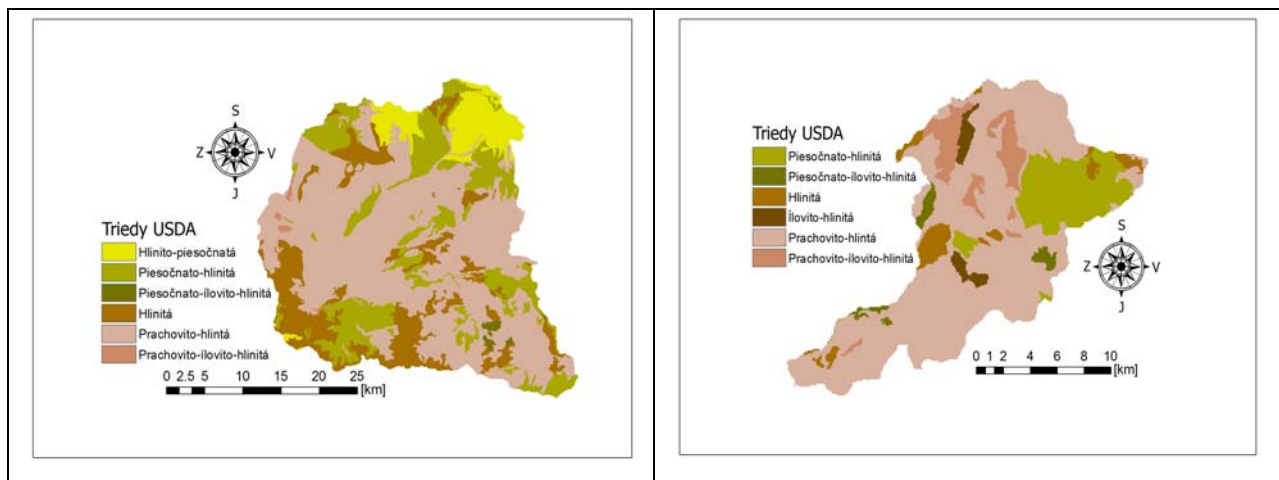 S
Z V
J
Triedy USDA
Hlinito-piesočnatá
Piesočnato-hlinitá
Piesočnato-ílovito-hlinitá
Hlinitá
Prachovito-hlintá
Prachovito-ílovito-hlinitá
0 2.5 5 10 15 20 25
[km]
Triedy USDA
Piesočnato-hlinitá
Piesočnato-ílovito-hlinitá
Hlinitá
Ílovito-hlinitá
Prachovito-hlintá
Prachovito-ílovito-hlinitá
S
Z V
J
0 1 2 4 6 8 10
[km]